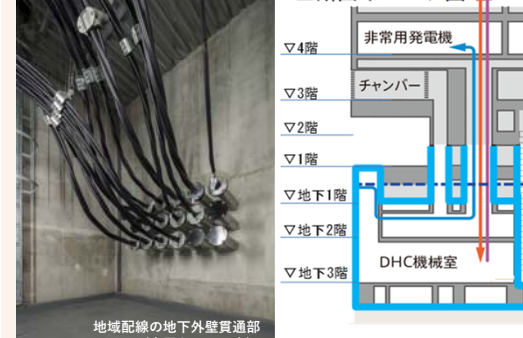 非常用発電機
▽4階
チャンバー
▽3階
▽2階
▽1階
▽地下1階
▽地下2階
DHC機械室
▽地下3階
地域配線の地下外壁貫通部